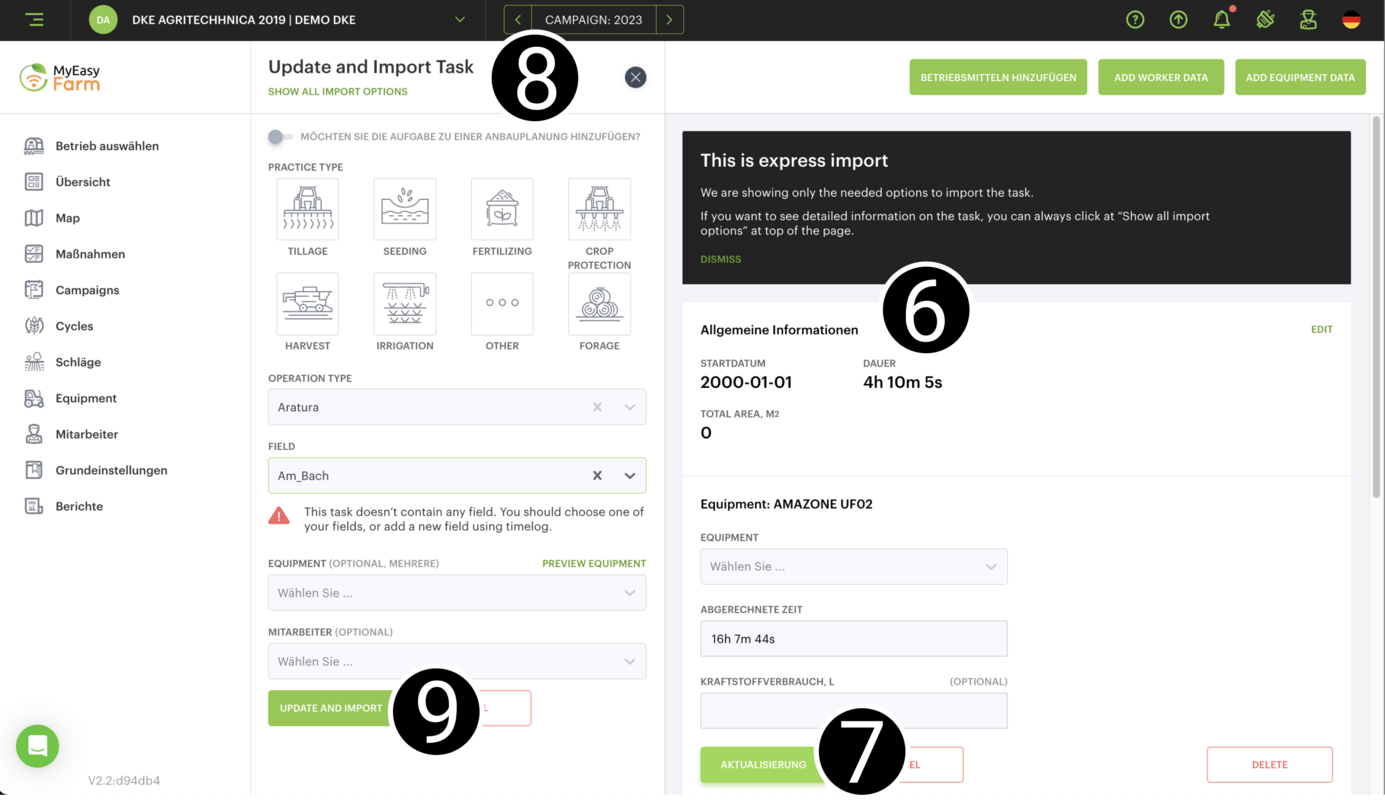 DA
DKE AGRITECHHNICA 2019 | DEMO DKE
CAMPAIGN: 2023
MyEasy
Farm
Betrieb auswählen
Übersicht
Map
Maßnahmen
Campaigns
Cycles
Schläge
Equipment
Mitarbeiter
Grundeinstellungen
Berichte
V2.2:d94db4
Update and Import Task
SHOW ALL IMPORT OPTIONS
8
MÖCHTEN SIE DIE AUFGABE ZU EINER ANBAUPLANUNG HINZUFÜGEN?
PRACTICE TYPE
TILLAGE
SEEDING
FERTILIZING
CROP
PROTECTION
HARVEST
IRRIGATION
OTHER
FORAGE
OPERATION TYPE
Aratura
FIELD
Am_Bach
This task doesn't contain any field. You should choose one of
your fields, or add a new field using timelog.
EQUIPMENT (OPTIONAL, MEHRERE)
PREVIEW EQUIPMENT
Wählen Sie ...
MITARBEITER (OPTIONAL)
Wählen Sie ...
UPDATE AND IMPORT
9
L
BETRIEBSMITTELN HINZUFÜGEN
ADD WORKER DATA
ADD EQUIPMENT DATA
This is express import
We are showing only the needed options to import the task.
If you want to see detailed information on the task, you can always click at "Show all import
options" at top of the page.
DISMISS
6
Allgemeine Informationen
EDIT
STARTDATUM
DAUER
2000-01-01
4h 10m 5s
TOTAL AREA, M2
0
Equipment: AMAZONE UF02
EQUIPMENT
Wählen Sie ...
ABGERECHNETE ZEIT
16h 7m 44s
KRAFTSTOFFVERBRAUCH, L
(OPTIONAL)
AKTUALISIERUNG
7
EL
DELETE